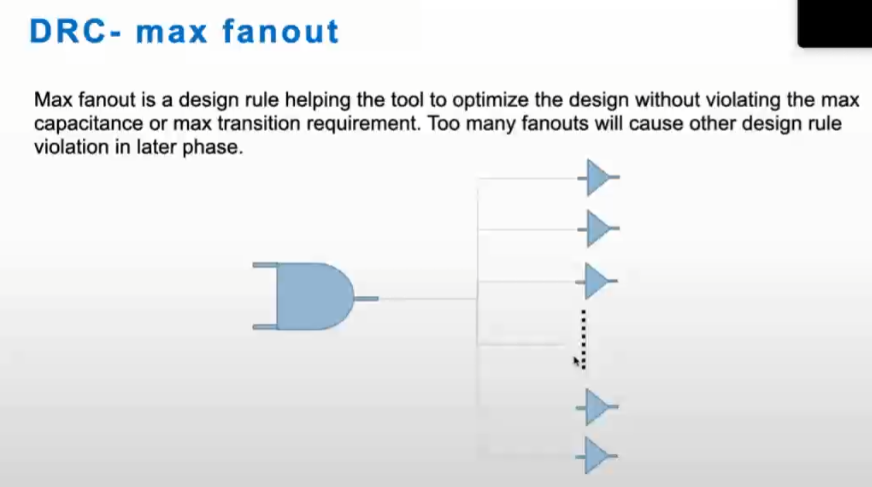 DRC- max fanout
Max fanout is a design rule helping the tool to optimize the design without violating the max
capacitance or max transition requirement. Too many fanouts will cause other design rule
violation in later phase.